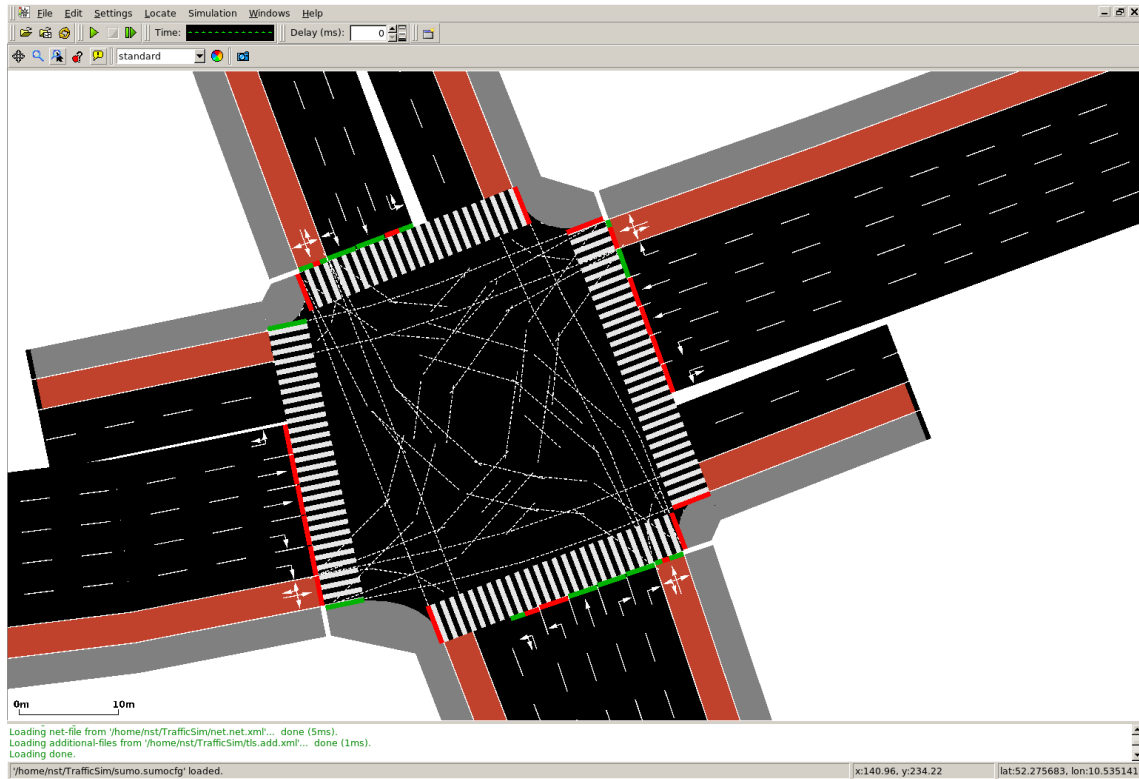 File Edit Settings Locate Simulation Windows Help
Time: Delay (ms): 0
standard
0m 10m
Loading net-file from '/home/nst/TrafficSim/net.net.xml'... done (5ms).
Loading additional-files from '/home/nst/TrafficSim/tls.add.xml'... done (1ms).
Loading done.
'/home/nst/TrafficSim/sumo.sumocfg' loaded. x:140.96, y:234.22 lat:52.275683, lon:10.535141